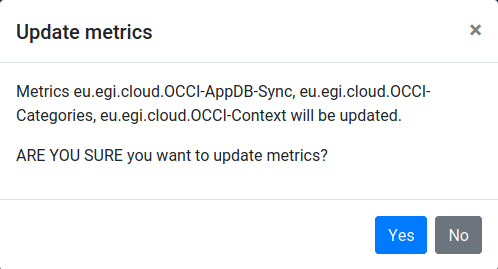 Update metrics ×
Metrics eu.egi.cloud.OCCI-AppDB-Sync, eu.egi.cloud.OCCI-
Categories, eu.egi.cloud.OCCI-Context will be updated.
ARE YOU SURE you want to update metrics?
Yes No